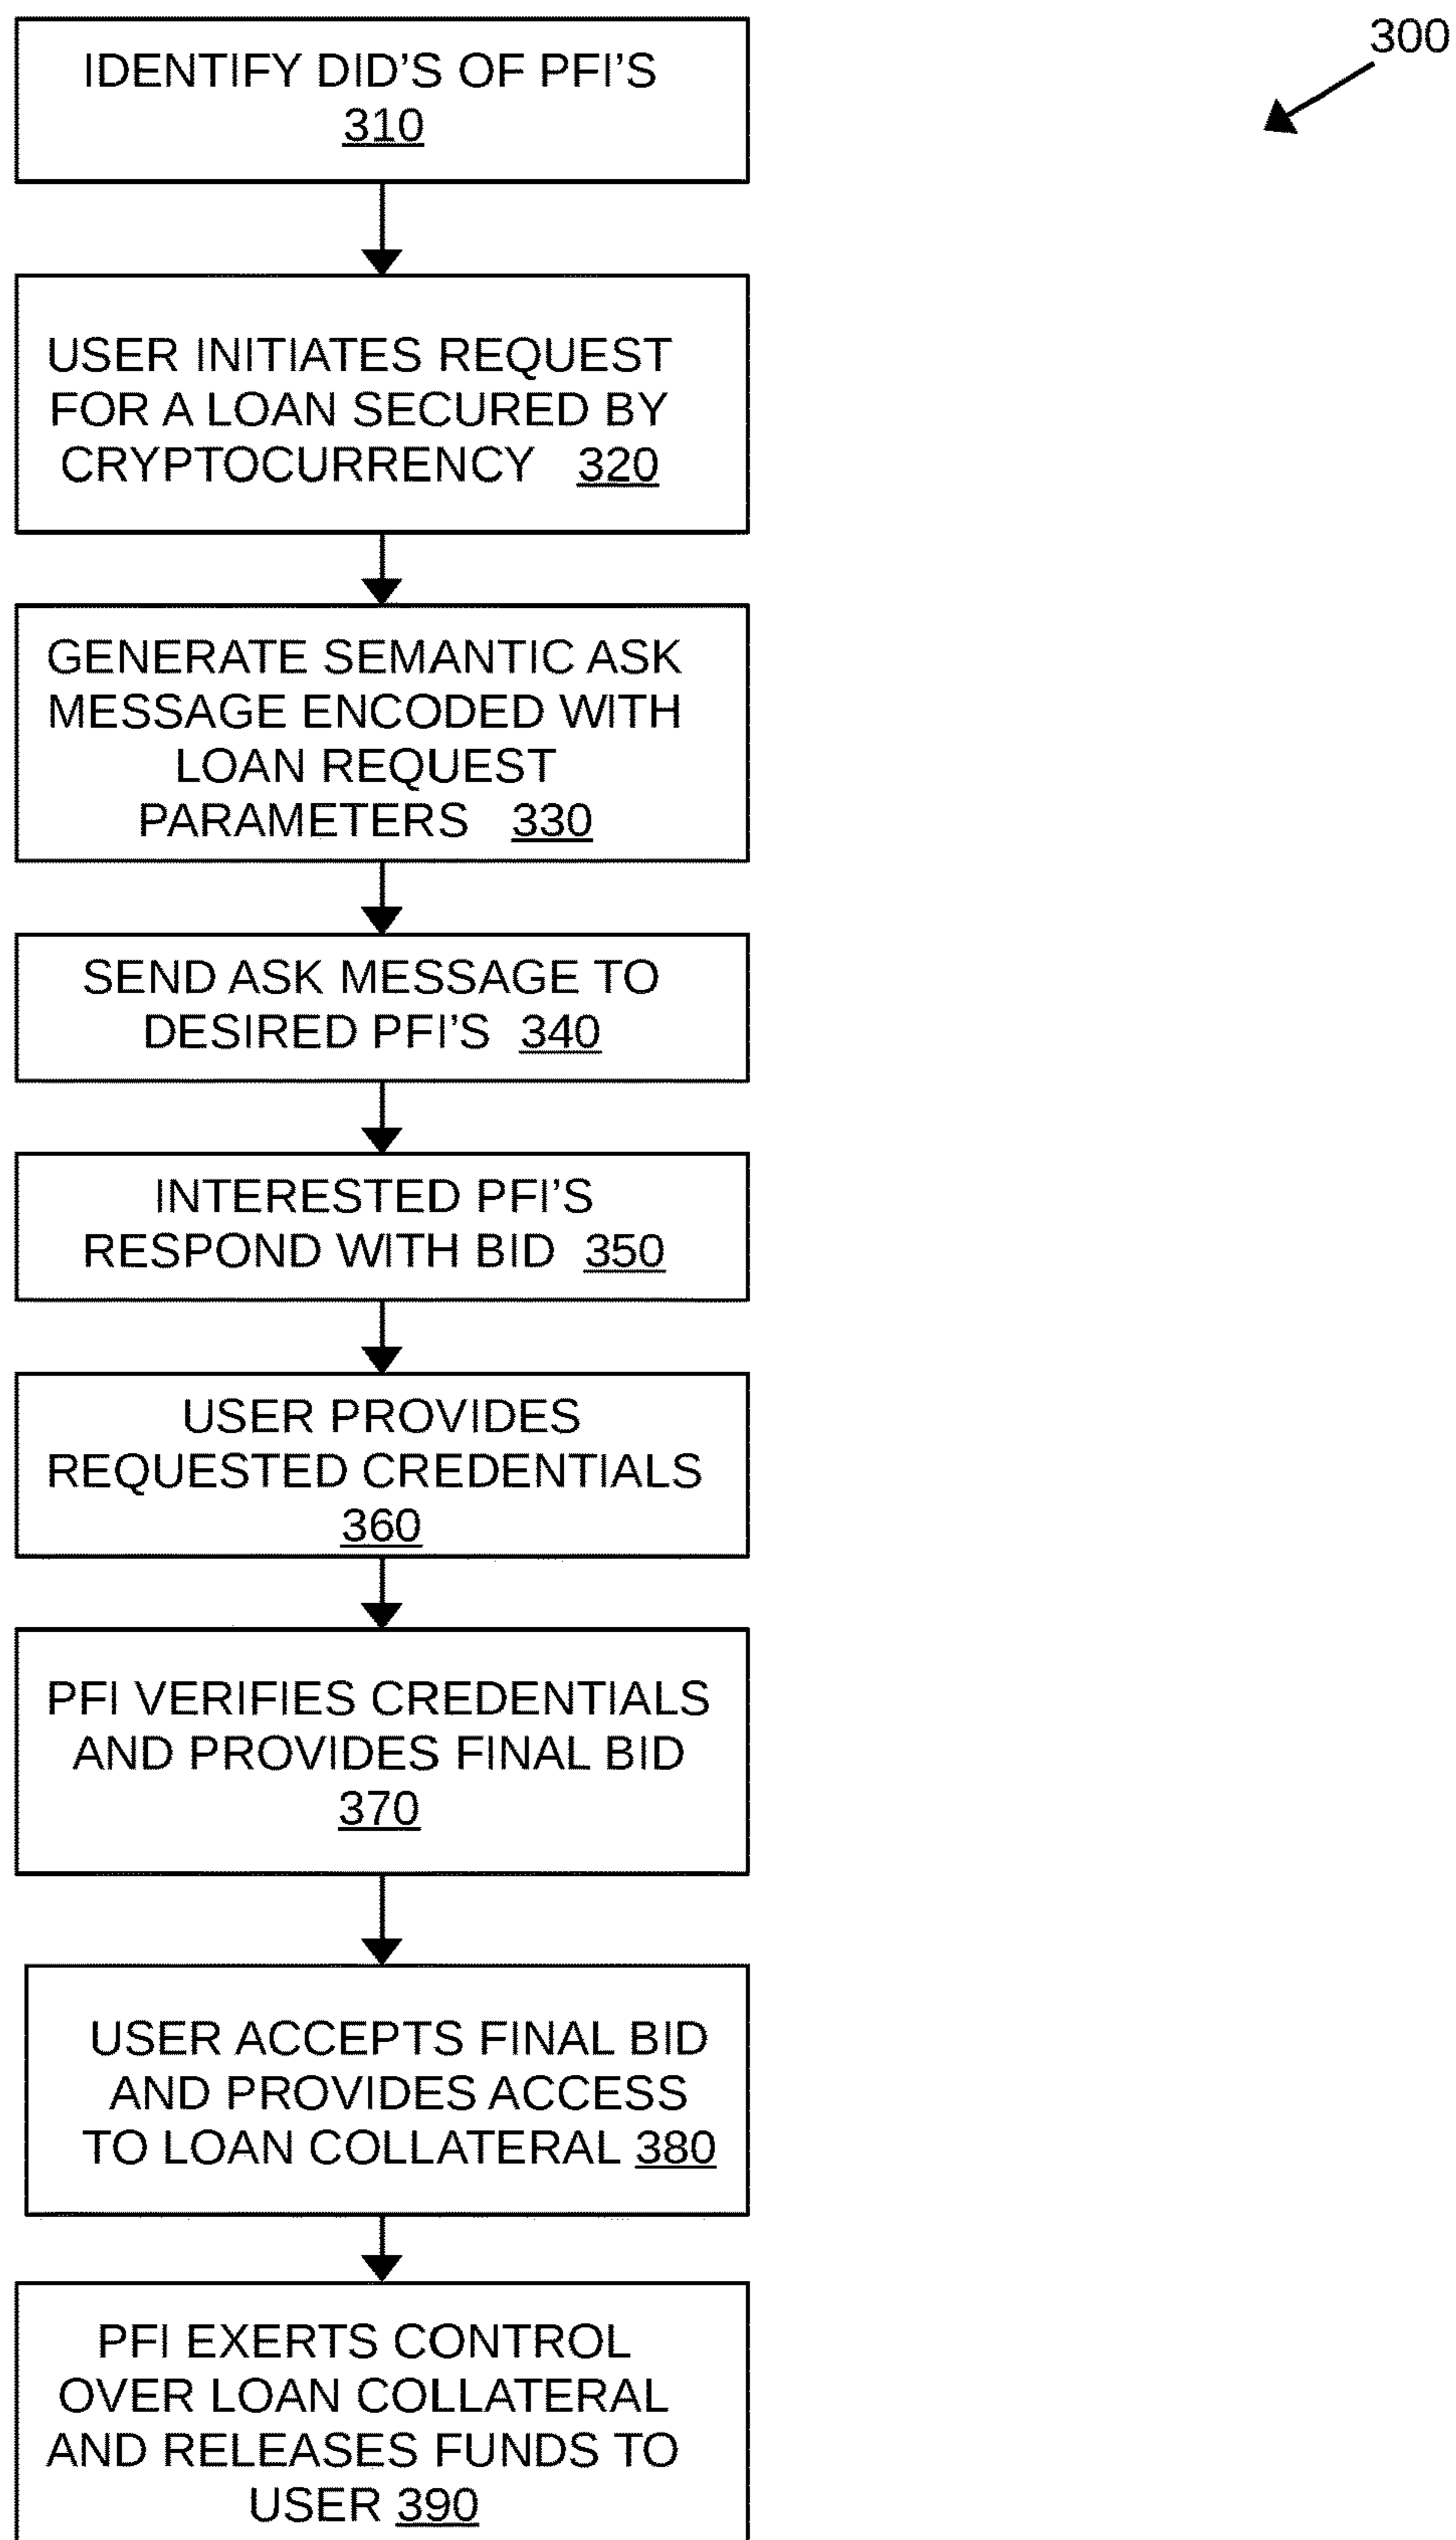 300
IDENTIFY DID’S OF PFI’S
310
USER INITIATES REQUEST
FOR A LOAN SECURED BY
CRYPTOCURRENCY 320
GENERATE SEMANTIC ASK
MESSAGE ENCODED WITH
LOAN REQUEST
PARAMETERS 330
SEND ASK MESSAGE TO
DESIRED PFI’S 340
INTERESTED PFI’S
RESPOND WITH BID 350
USER PROVIDES
REQUESTED CREDENTIALS
360
PFI VERIFIES CREDENTIALS
AND PROVIDES FINAL BID
370
USER ACCEPTS FINAL BID
AND PROVIDES ACCESS
TO LOAN COLLATERAL 380
PFI EXERTS CONTROL
OVER LOAN COLLATERAL
AND RELEASES FUNDS TO
USER 390